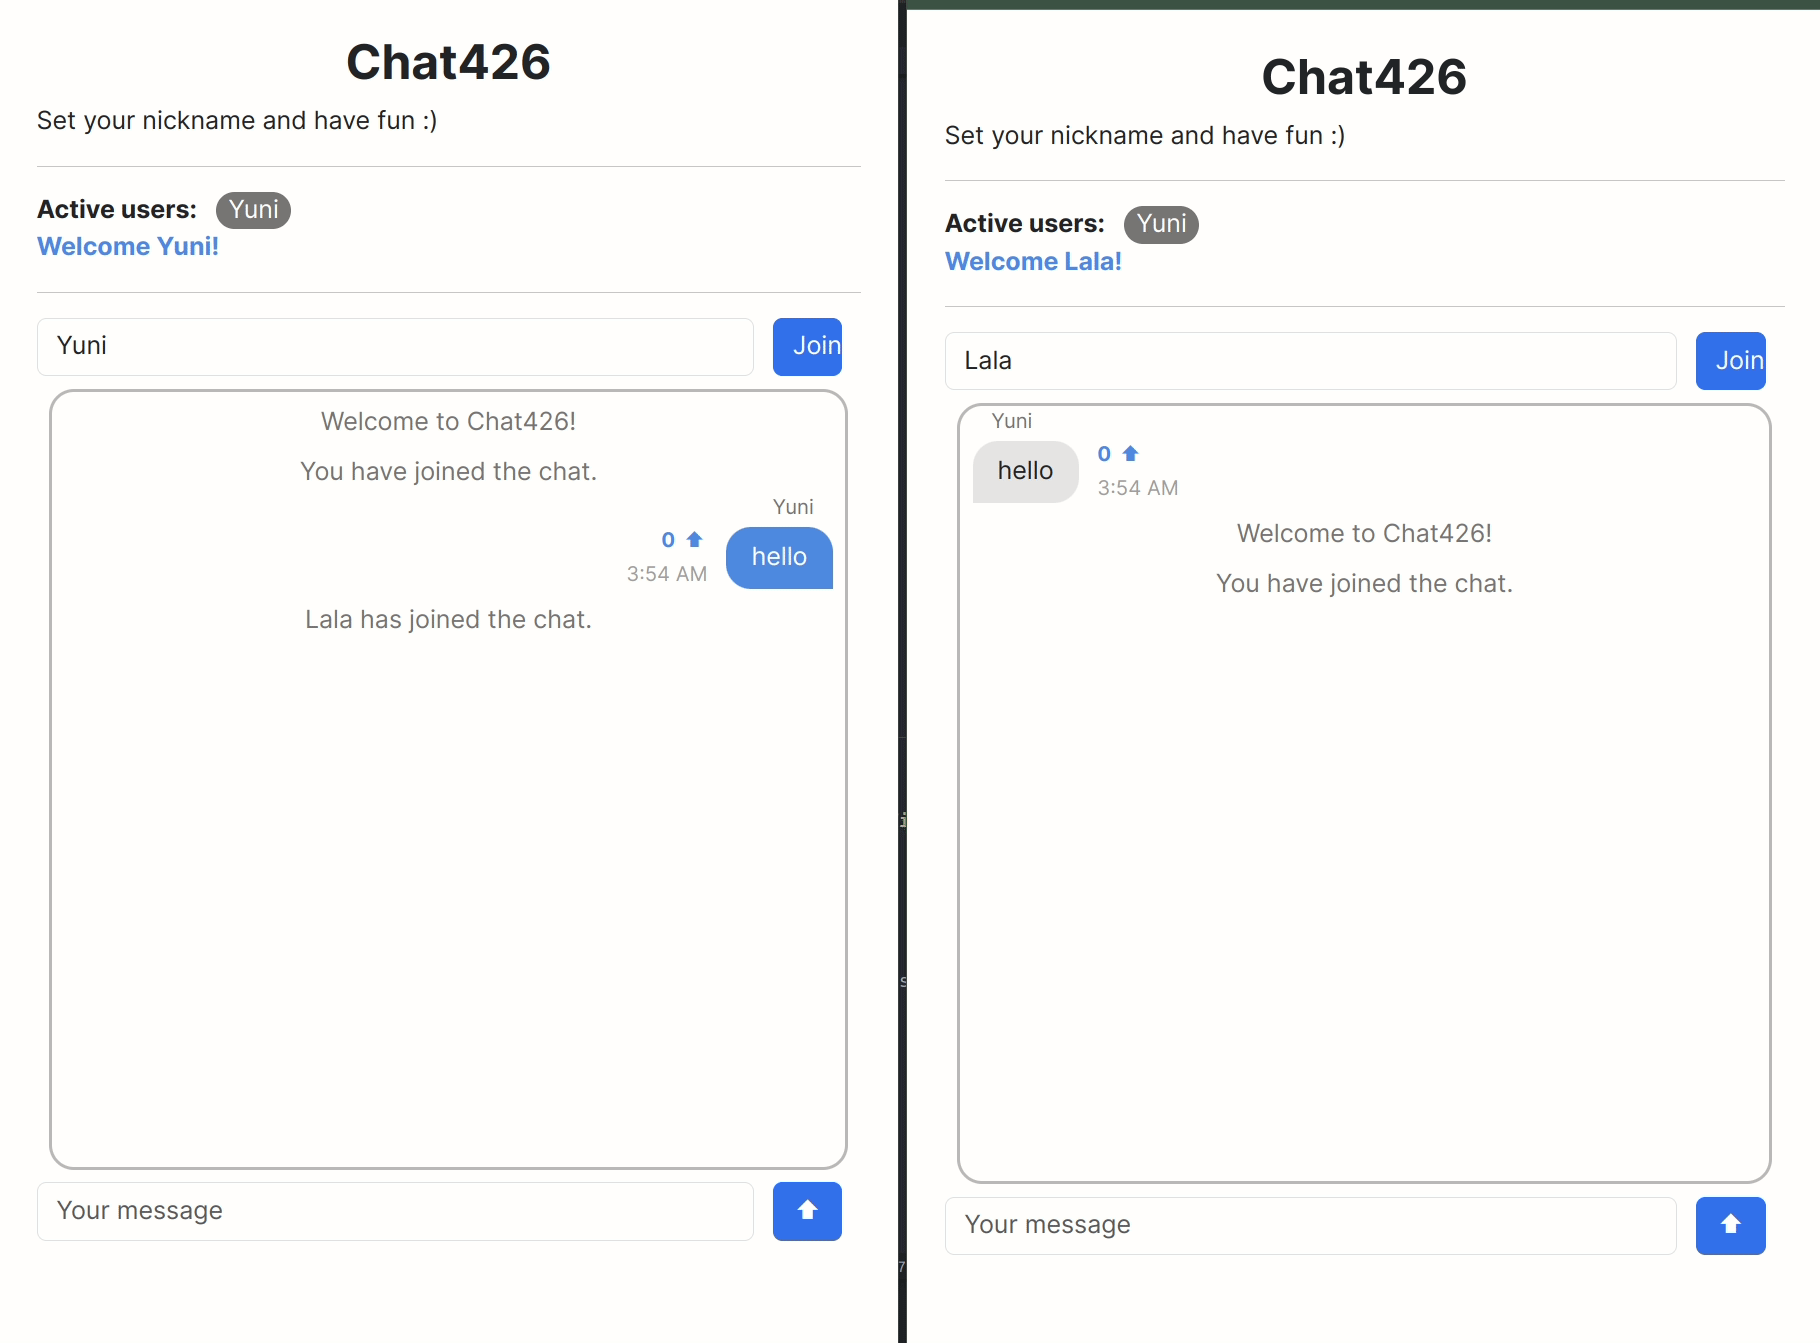 Chat426
Set your nickname and have fun :)
Active users: Yuni
Welcome Yuni!
Yuni
Join
Welcome to Chat426!
You have joined the chat.
Yuni
0
hello
3:54 AM
Lala has joined the chat.
Your message
i
s
7
Chat426
Set your nickname and have fun :)
Active users: Yuni
Welcome Lala!
Lala
Join
Yuni
hello
0
3:54 AM
Welcome to Chat426!
You have joined the chat.
Your message